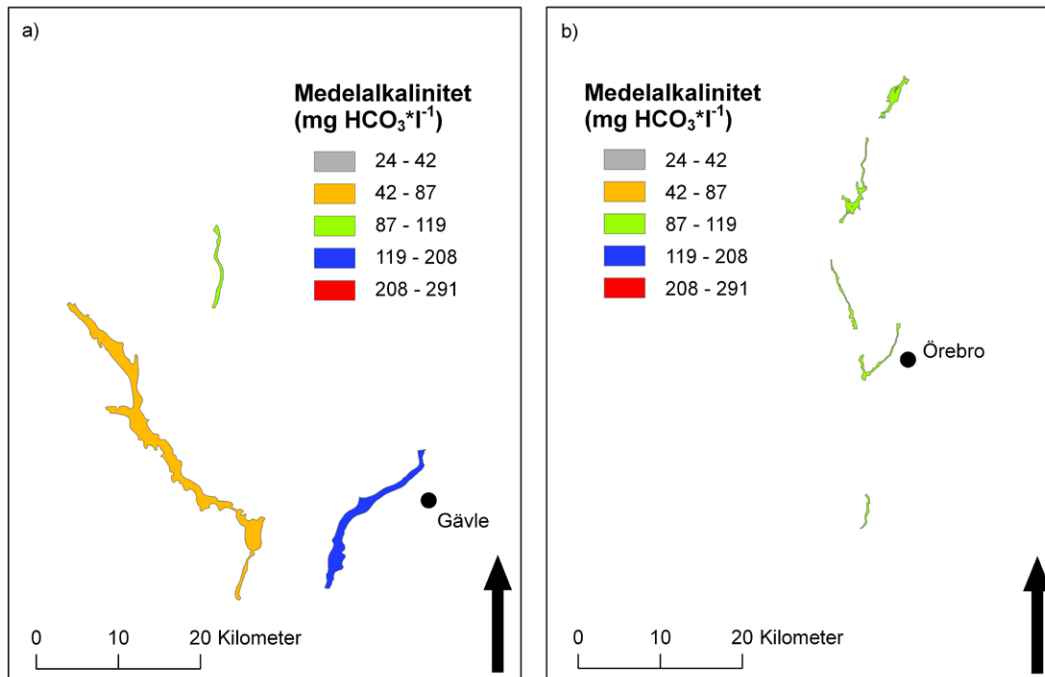 a)
Medelalkalinitet
(mg HCO₃*l⁻¹)
24 - 42
42 - 87
87 - 119
119 - 208
208 - 291
Gävle
0 10 20 Kilometer
b)
Medelalkalinitet
(mg HCO₃*l⁻¹)
24 - 42
42 - 87
87 - 119
119 - 208
208 - 291
Örebro
0 10 20 Kilometer